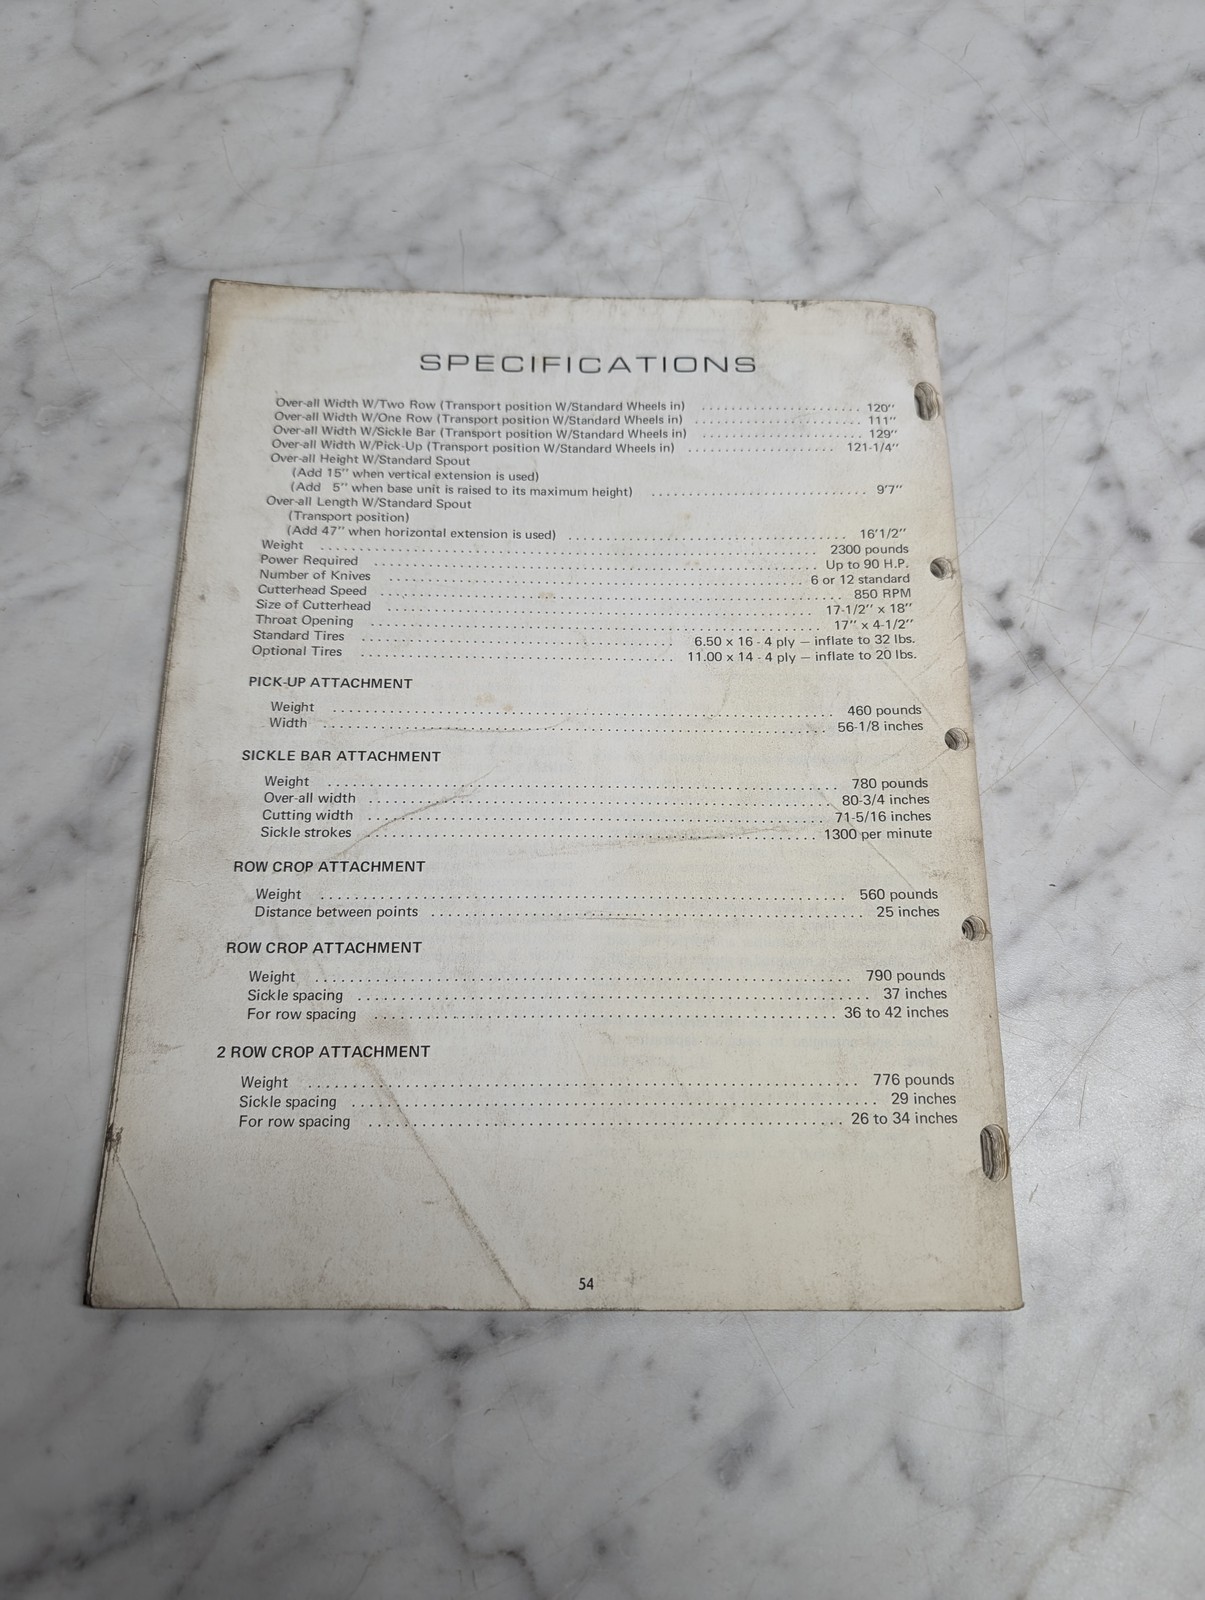 SPECIFICATIONS
Over-all Width W/Two Row (Transport position W/Standard Wheels in) .................... 120"
Over-all Width W/One Row (Transport position W/Standard Wheels in) .................... 111"
Over-all Width W/Sickle Bar (Transport position W/Standard Wheels in) .................... 129"
Over-all Width W/Pick-Up (Transport position W/Standard Wheels in) .................... 121-1/4"
Over-all Height W/Standard Spout
(Add 15" when vertical extension is used)
(Add 5" when base unit is raised to its maximum height) .................... 9'7"
Over-all Length W/Standard Spout
(Transport position)
(Add 47" when horizontal extension is used) .................... 16'1/2"
Weight .................... 2300 pounds
Power Required .................... Up to 90 H.P.
Number of Knives .................... 6 or 12 standard
Cutterhead Speed .................... 850 RPM
Size of Cutterhead .................... 17-1/2" x 18"
Throat Opening .................... 17" x 4-1/2"
Standard Tires .................... 6.50 x 16 - 4 ply — inflate to 32 lbs.
Optional Tires .................... 11.00 x 14 - 4 ply — inflate to 20 lbs.
PICK-UP ATTACHMENT
Weight .................... 460 pounds
Width .................... 56-1/8 inches
SICKLE BAR ATTACHMENT
Weight .................... 780 pounds
Over-all width .................... 80-3/4 inches
Cutting width .................... 71-5/16 inches
Sickle strokes .................... 1300 per minute
ROW CROP ATTACHMENT
Weight .................... 560 pounds
Distance between points .................... 25 inches
ROW CROP ATTACHMENT
Weight .................... 790 pounds
Sickle spacing .................... 37 inches
For row spacing .................... 36 to 42 inches
2 ROW CROP ATTACHMENT
Weight .................... 776 pounds
Sickle spacing .................... 29 inches
For row spacing .................... 26 to 34 inches
54